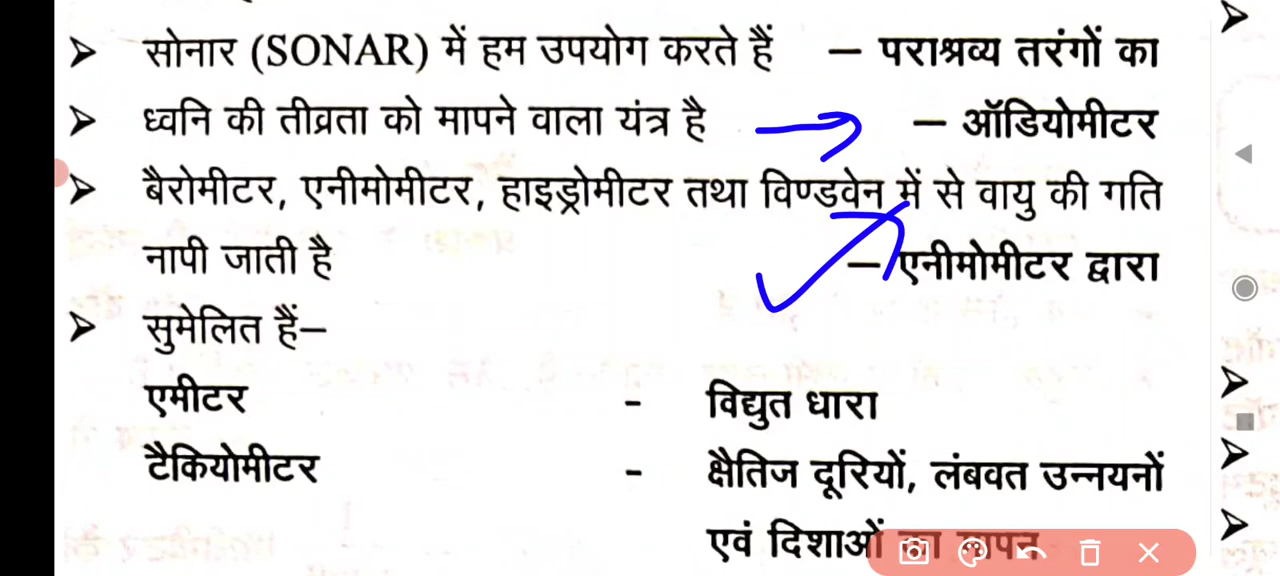 ➤ सोनार (SONAR) में हम उपयोग करते हैं – पराश्रव्य तरंगों का
➤ ध्वनि की तीव्रता को मापने वाला यंत्र है – ऑडियोमीटर
➤ बैरोमीटर, एनीमोमीटर, हाइड्रोमीटर तथा विण्डवेन में से वायु की गति
नापी जाती है – एनीमोमीटर द्वारा
➤ सुमेलित हैं–
एमीटर - विद्युत धारा
टैकियोमीटर - क्षैतिज दूरियों, लंबवत उन्नयनों
एवं दिशाओं का मापन